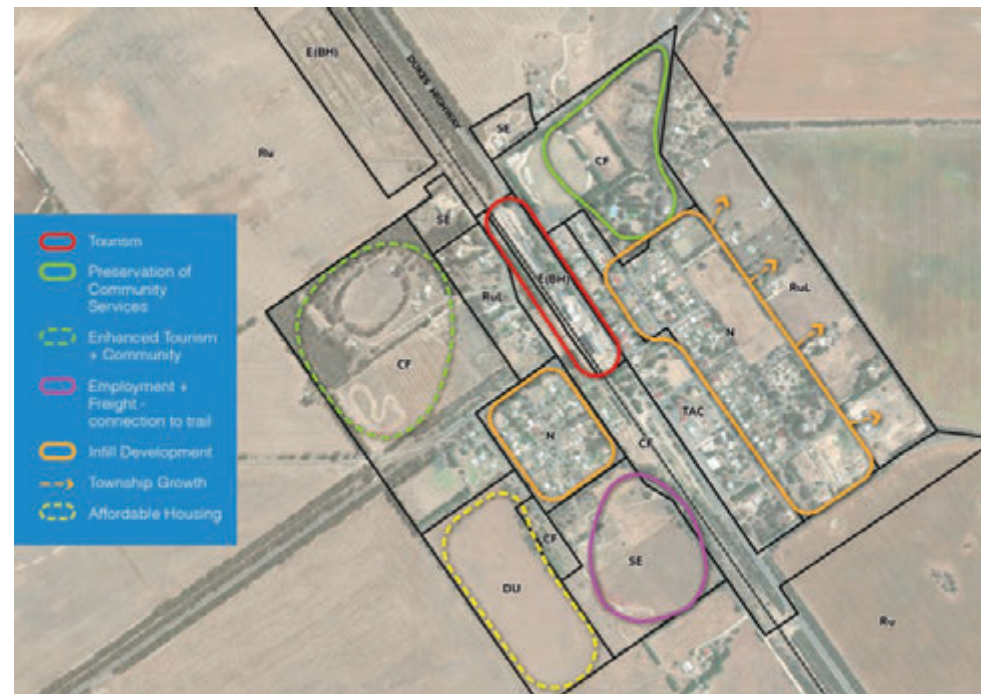 E(BH)
DUKES HIGHWAY
Ru
SE
CF
SE
E(BH)
RuL
RuL
N
CF
TAC
N
CF
CF
SE
DU
Ru
Tourism
Preservation of
Community
Services
Enhanced Tourism
+ Community
Employment +
Freight -
connection to trail
Infill Development
Township Growth
Affordable Housing